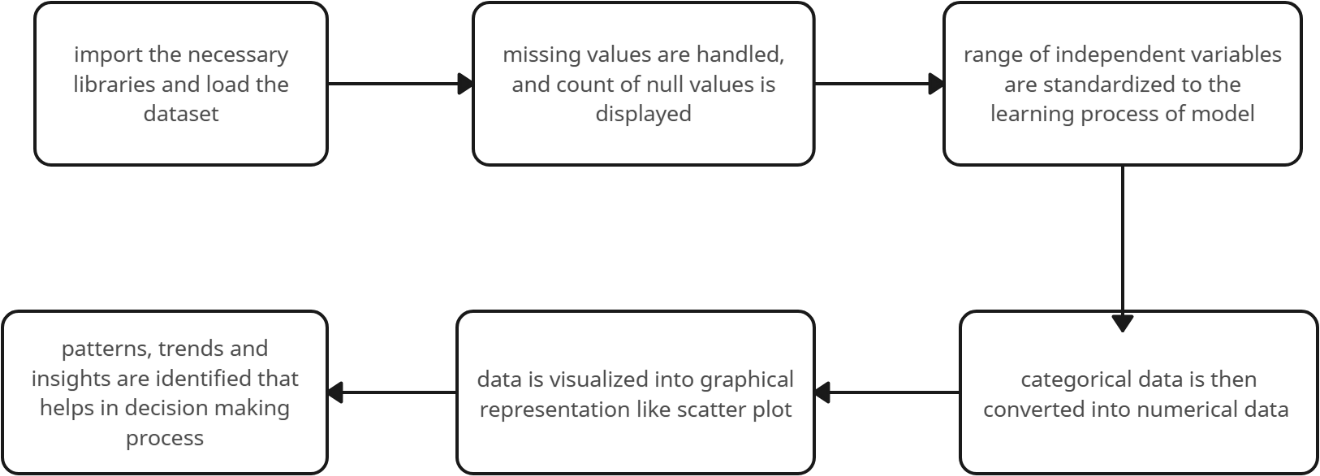 import the necessary
libraries and load the
dataset
missing values are handled,
and count of null values is
displayed
range of independent variables
are standardized to the
learning process of model
categorical data is then
converted into numerical data
data is visualized into graphical
representation like scatter plot
patterns, trends and
insights are identified that
helps in decision making
process